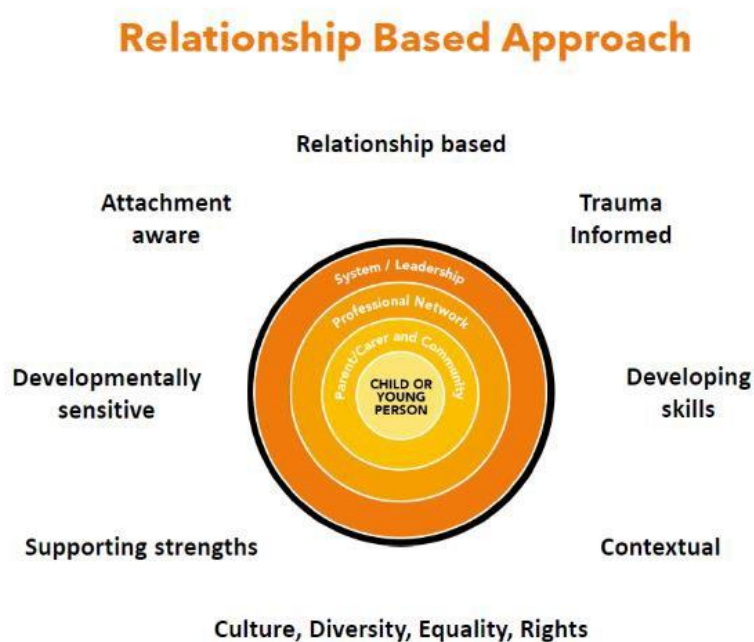 Relationship Based Approach
Relationship based
Attachment
aware
Trauma
Informed
System / Leadership
Professional Network
Parent/Carer and Community
CHILD OR
YOUNG
PERSON
Developmentally
sensitive
Developing
skills
Supporting strengths
Contextual
Culture, Diversity, Equality, Rights